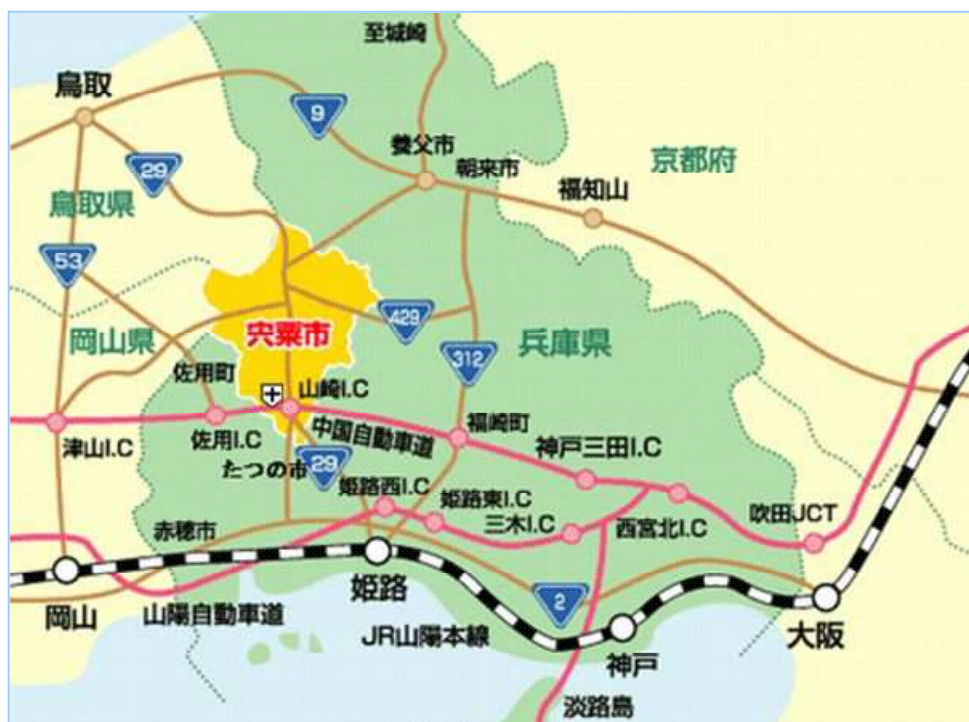 至城崎
鳥取
9
養父市
朝来市
京都府
29
福知山
鳥取県
53
429
岡山県
宍粟市
兵庫県
312
佐用町
山崎I.C
津山I.C
佐用I.C
中国自動車道
福崎町
神戸三田I.C
たつの市
29
姫路西I.C
姫路東I.C
三木I.C
西宮北I.C
吹田JCT
赤穂市
岡山
山陽自動車道
姫路
2
JR山陽本線
神戸
大阪
淡路島